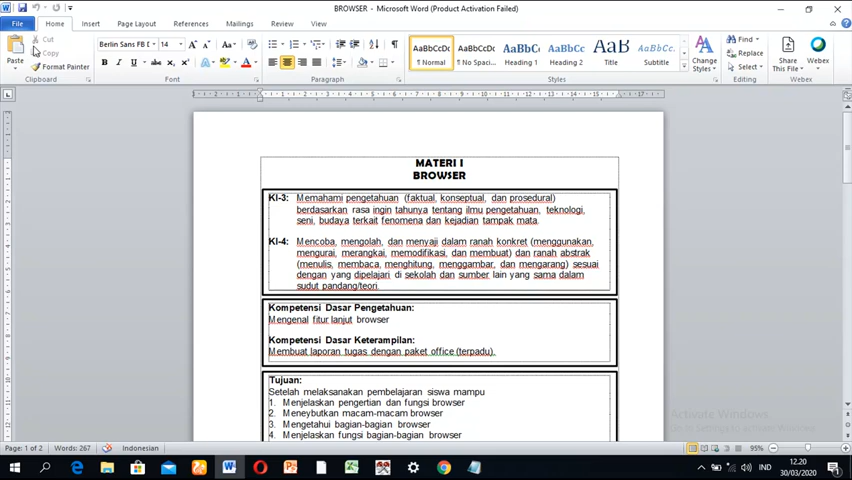 BROWSER - Microsoft Word (Product Activation Failed)
File Home Insert Page Layout References Mailings Review View
Paste
Cut
Copy
Format Painter
Clipboard
Berlin Sans FB D 14
Font
Paragraph
AaBbCcDc AaBbCcDc AaBbCc AaBbCc AaB AaBbCc.
¶ Normal ¶ No Spaci... Heading 1 Heading 2 Title Subtitle
Styles
Change Styles
Find
Replace
Select
Editing
Share This File
Webex
Webex
MATERI I
BROWSER
KI-3: Memahami pengetahuan (faktual, konseptual, dan prosedural)
berdasarkan rasa ingin tahunya tentang ilmu pengetahuan, teknologi,
seni, budaya terkait fenomena dan kejadian tampak mata.
KI-4: Mencoba, mengolah, dan menyaji dalam ranah konkret (menggunakan,
mengurai, merangkai, memodifikasi, dan membuat) dan ranah abstrak
(menulis, membaca, menghitung, menggambar, dan mengarang) sesuai
dengan yang dipelajari di sekolah dan sumber lain yang sama dalam
sudut pandang/teori.
Kompetensi Dasar Pengetahuan:
Mengenal fitur lanjut browser
Kompetensi Dasar Keterampilan:
Membuat laporan tugas dengan paket office (terpadu).
Tujuan:
Setelah melaksanakan pembelajaran siswa mampu
1. Menjelaskan pengertian dan fungsi browser
2. Meneybutkan macam-macam browser
3. Mengetahui bagian-bagian browser
4. Menjelaskan fungsi bagian-bagian browser
Activate Windows
Page: 1 of 2 Words: 267 Indonesian 95%
IND 12.20
30/03/2020